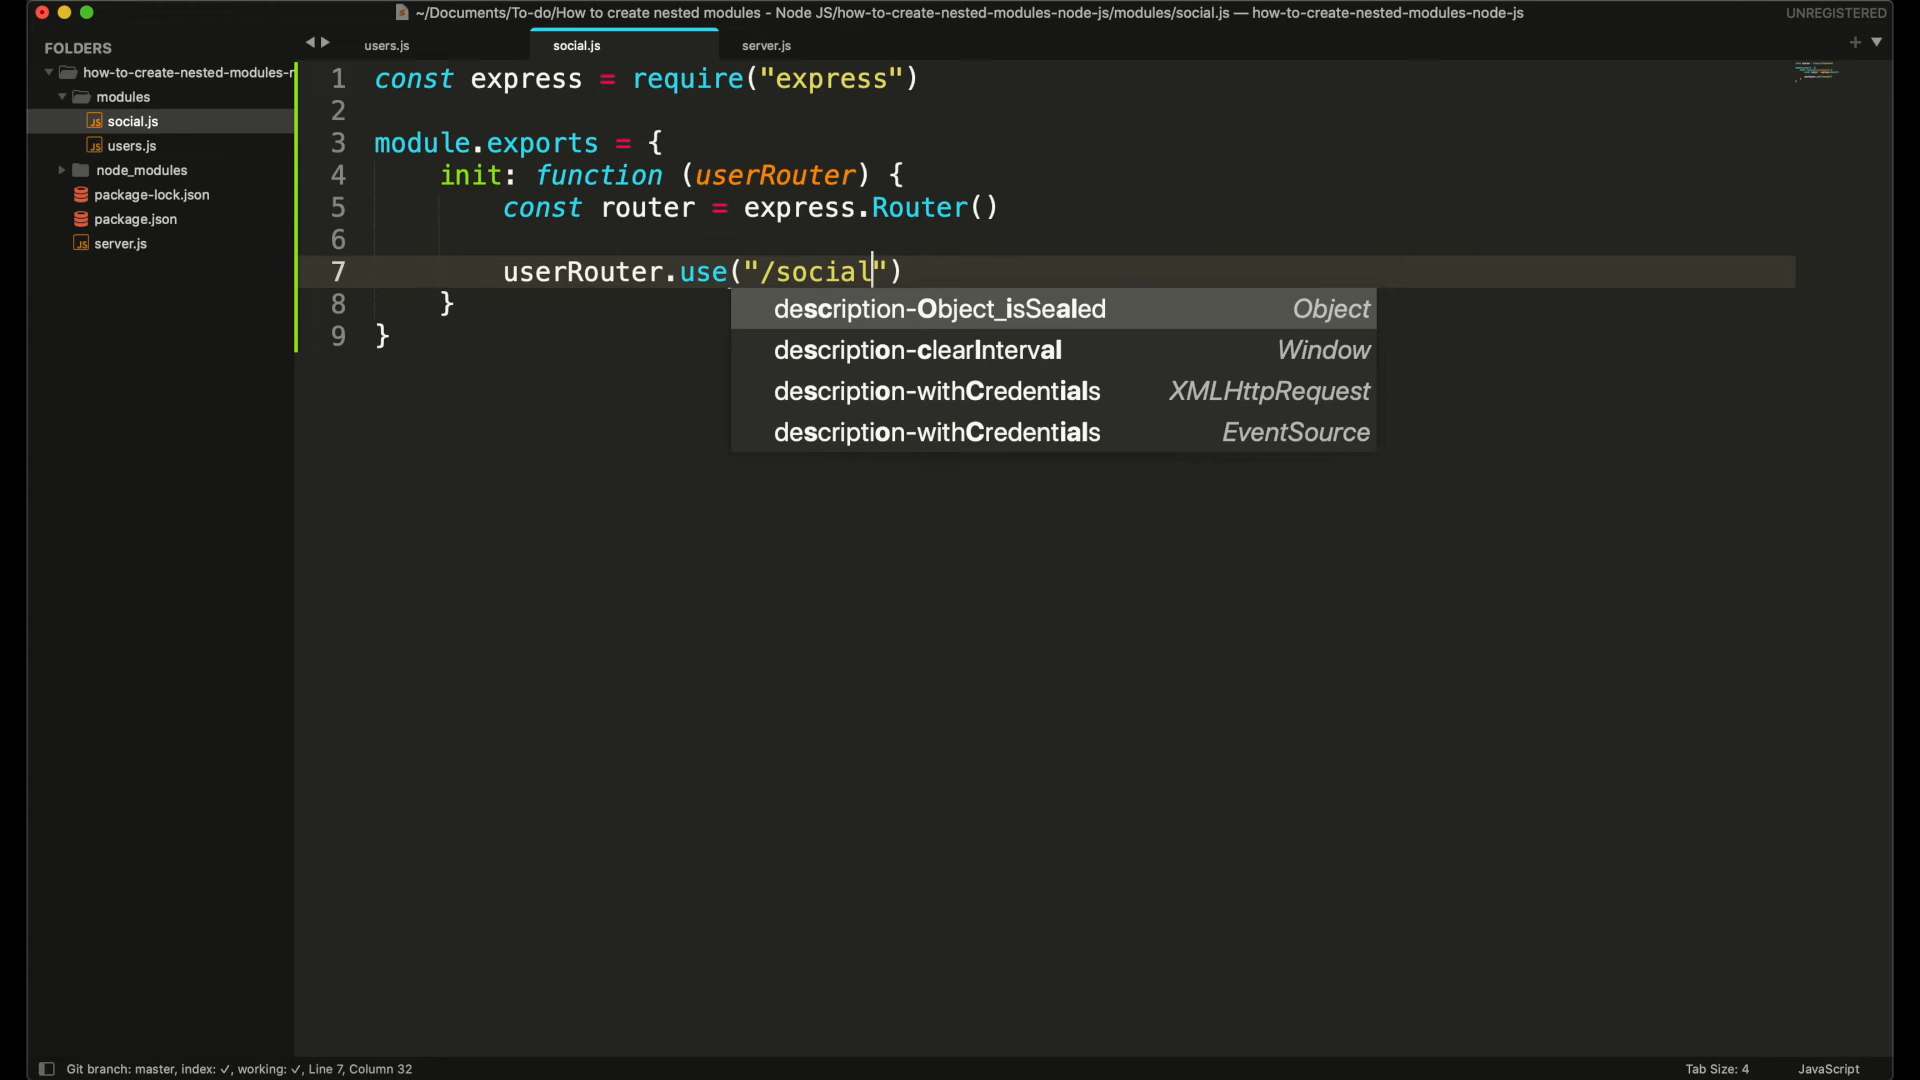 ~/Documents/To-do/How to create nested modules - Node JS/how-to-create-nested-modules-node-js/modules/social.js — how-to-create-nested-modules-node-js
UNREGISTERED
FOLDERS
how-to-create-nested-modules-n
modules
social.js
users.js
node_modules
package-lock.json
package.json
server.js
users.js
social.js
server.js
1 const express = require("express")
2
3 module.exports = {
4 init: function (userRouter) {
5 const router = express.Router()
6
7 userRouter.use("/social")
8 }
9 }
description-Object_isSealed Object
description-clearInterval Window
description-withCredentials XMLHttpRequest
description-withCredentials EventSource
Git branch: master, index: ✓, working: ✓, Line 7, Column 32
Tab Size: 4
JavaScript